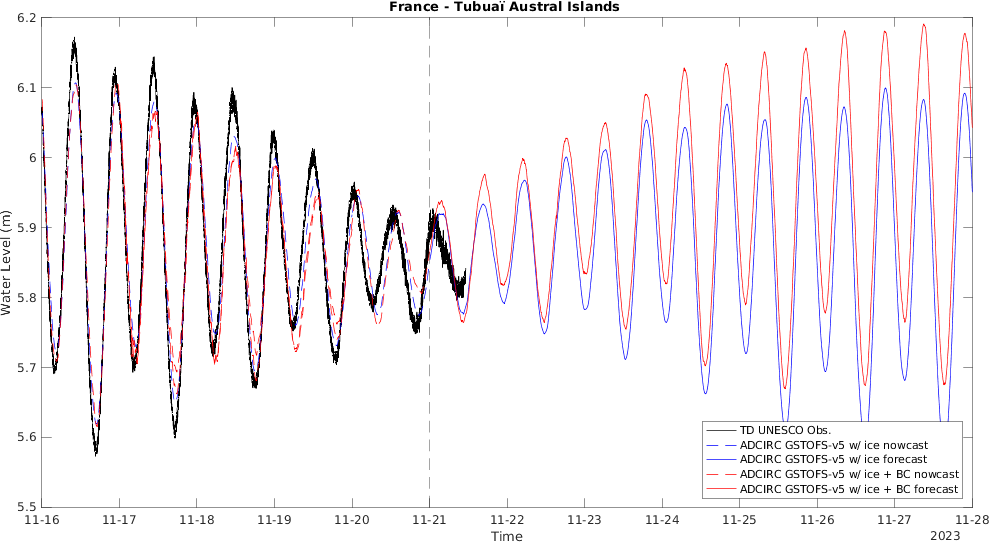 France - Tubuaï Austral Islands
6.2
6.1
6
5.9
5.8
5.7
5.6
5.5
Water Level (m)
TD UNESCO Obs.
ADCIRC GSTOFS-v5 w/ ice nowcast
ADCIRC GSTOFS-v5 w/ ice forecast
ADCIRC GSTOFS-v5 w/ ice + BC nowcast
ADCIRC GSTOFS-v5 w/ ice + BC forecast
11-16 11-17 11-18 11-19 11-20 11-21 11-22 11-23 11-24 11-25 11-26 11-27 11-28
Time
2023